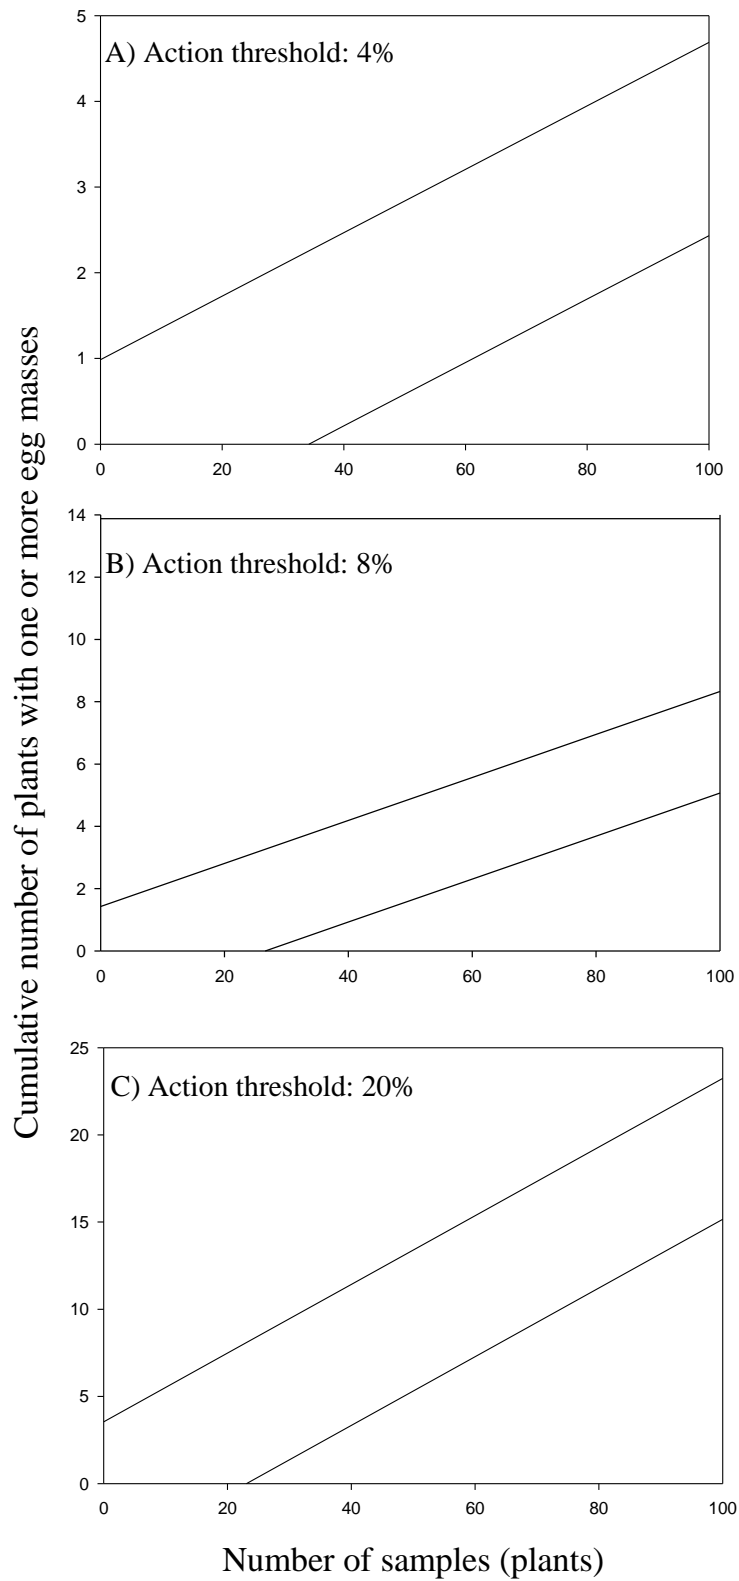 Cumulative number of plants with one or more egg masses
A) Action threshold: 4%
5
4
3
2
1
0
0 20 40 60 80 100
B) Action threshold: 8%
14
12
10
8
6
4
2
0
0 20 40 60 80 100
C) Action threshold: 20%
25
20
15
10
5
0
0 20 40 60 80 100
Number of samples (plants)